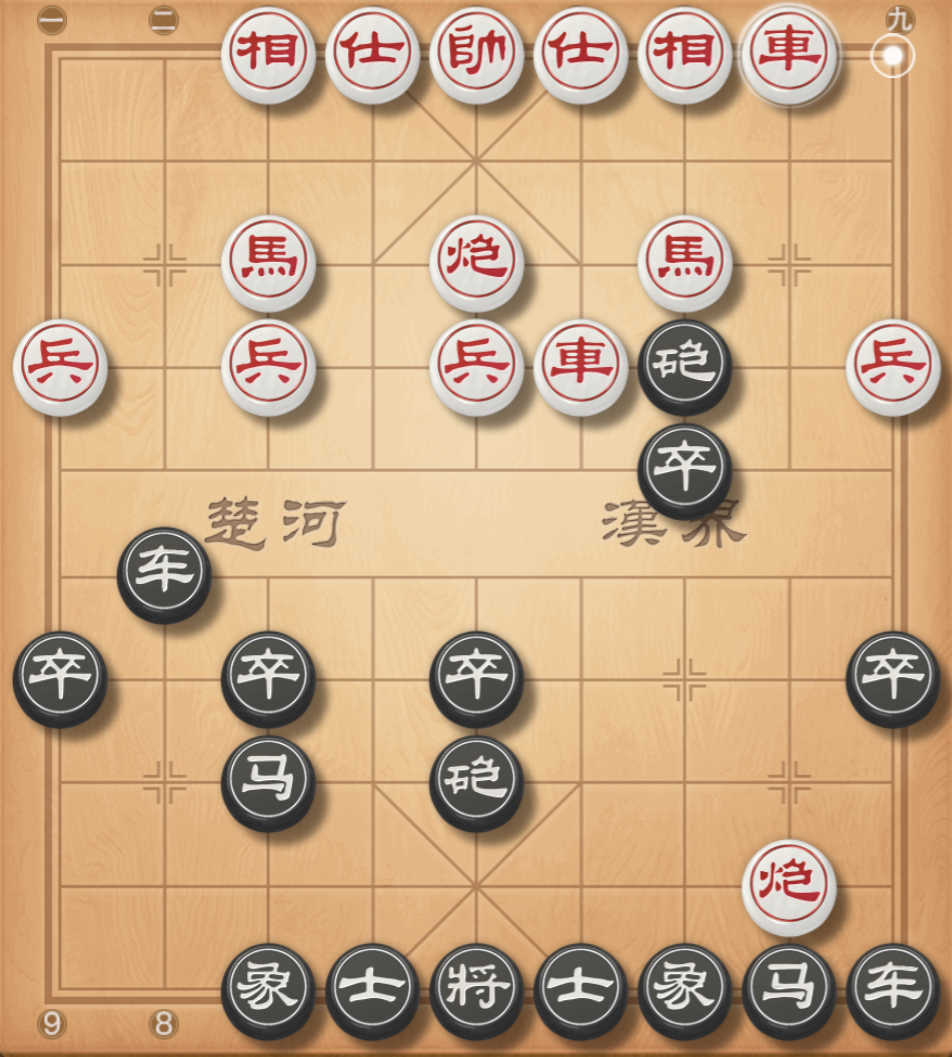 一 二 九
相 仕 帥 仕 相 車
馬 炮 馬
兵 兵 兵 車 砲 兵
卒
楚河 漢界
车
卒 卒 卒 卒
马 砲
炮
象 士 将 士 象 马 车
9 8